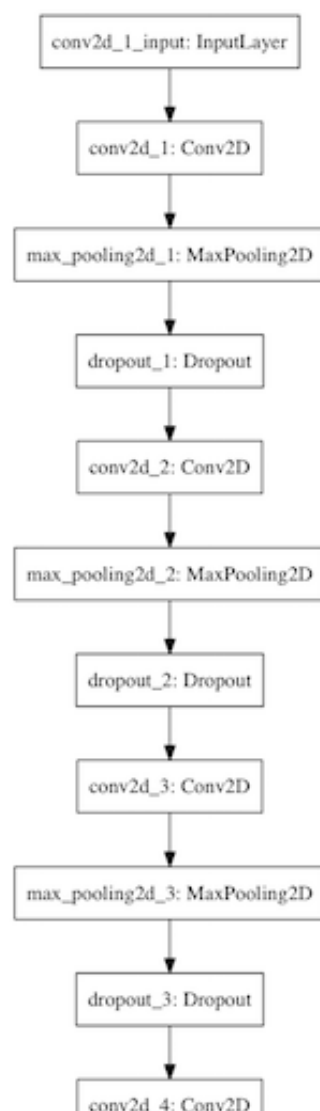 conv2d_1_input: InputLayer
conv2d_1: Conv2D
max_pooling2d_1: MaxPooling2D
dropout_1: Dropout
conv2d_2: Conv2D
max_pooling2d_2: MaxPooling2D
dropout_2: Dropout
conv2d_3: Conv2D
max_pooling2d_3: MaxPooling2D
dropout_3: Dropout
conv2d_4: Conv2D